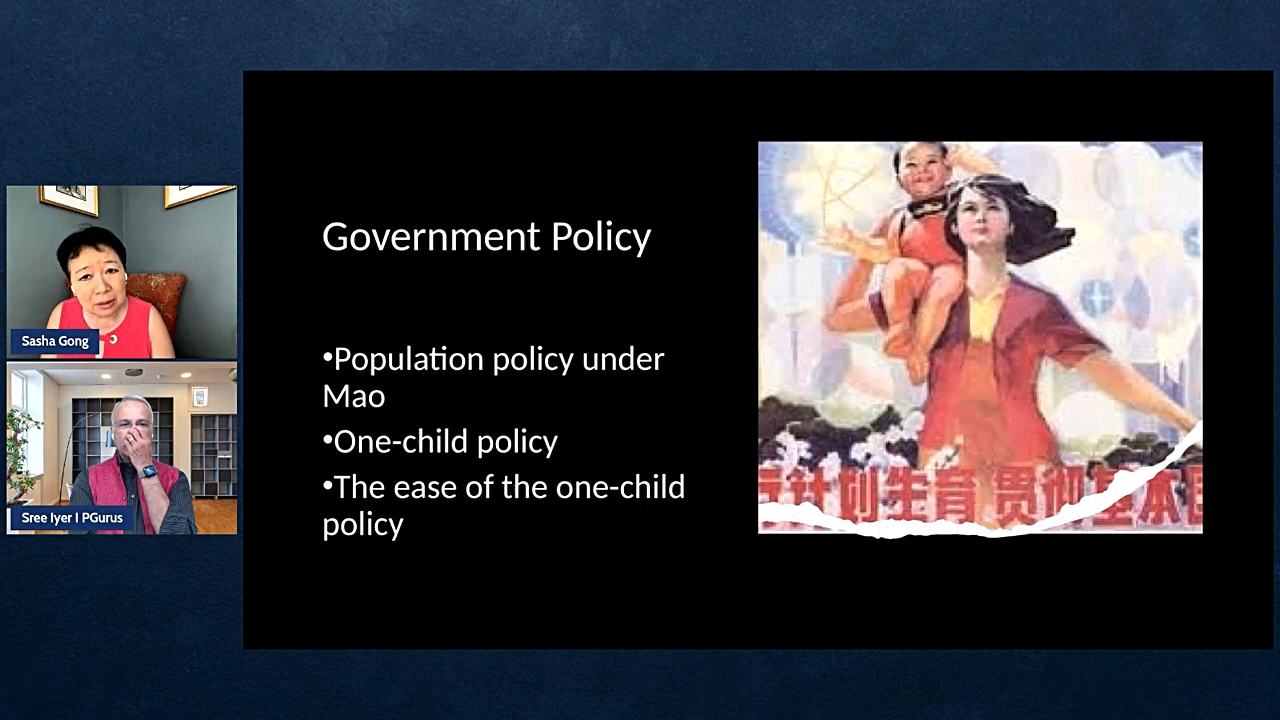 Government Policy
•Population policy under
Mao
•One-child policy
•The ease of the one-child
policy
计划生育 贯彻基本
Sasha Gong
Sree Iyer I PGurus